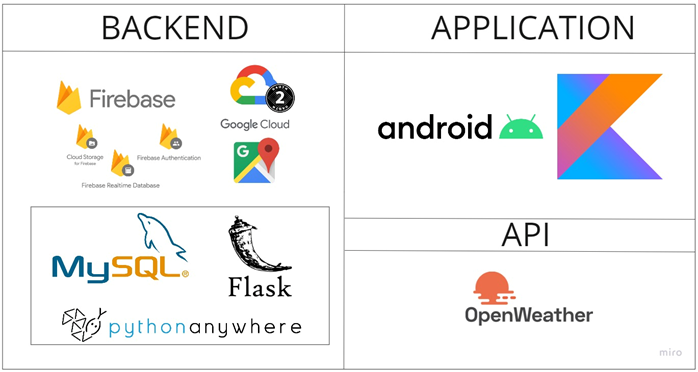 BACKEND
APPLICATION
Firebase
2
Google Cloud
android
Cloud Storage
for Firebase
Firebase Authentication
Firebase Realtime Database
G
API
MySQL®
Flask
OpenWeather
pythonanywhere
miro